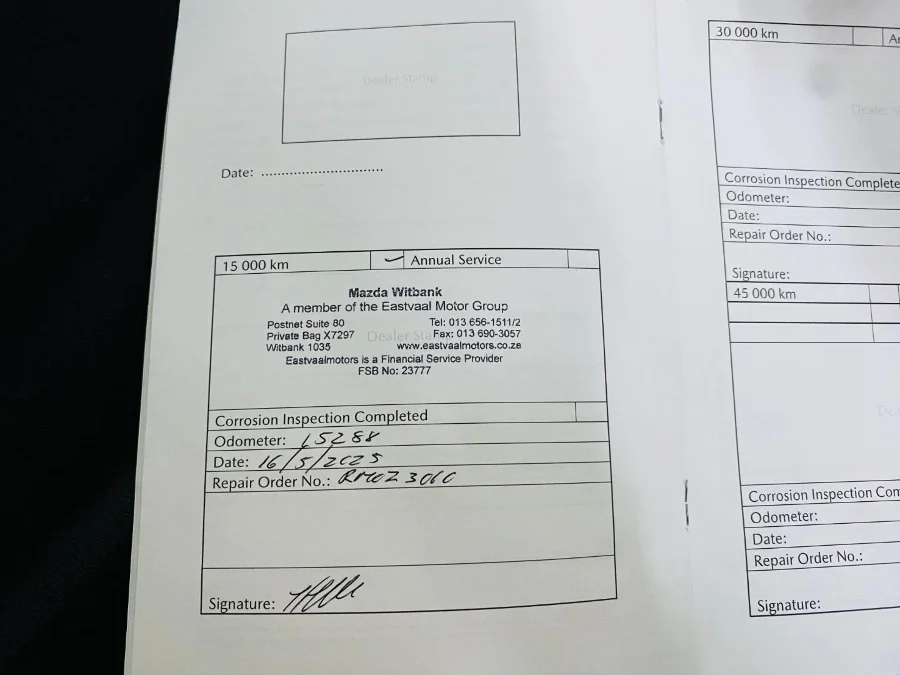 Dealer Stamp
Date: ..............................
15 000 km ✓ Annual Service
Mazda Witbank
A member of the Eastvaal Motor Group
Postnet Suite 80 Tel: 013 656-1511/2
Private Bag X7297 Dealer Stamp Fax: 013 690-3057
Witbank 1035 www.eastvaalmotors.co.za
Eastvaalmotors is a Financial Service Provider
FSB No: 23777
Corrosion Inspection Completed
Odometer: 15288
Date: 16/5/2025
Repair Order No.:
Signature:
30 000 km
Dealer
Corrosion Inspection Complete
Odometer:
Date:
Repair Order No.:
Signature:
45 000 km
Corrosion Inspection Com
Odometer:
Date:
Repair Order No.:
Signature: